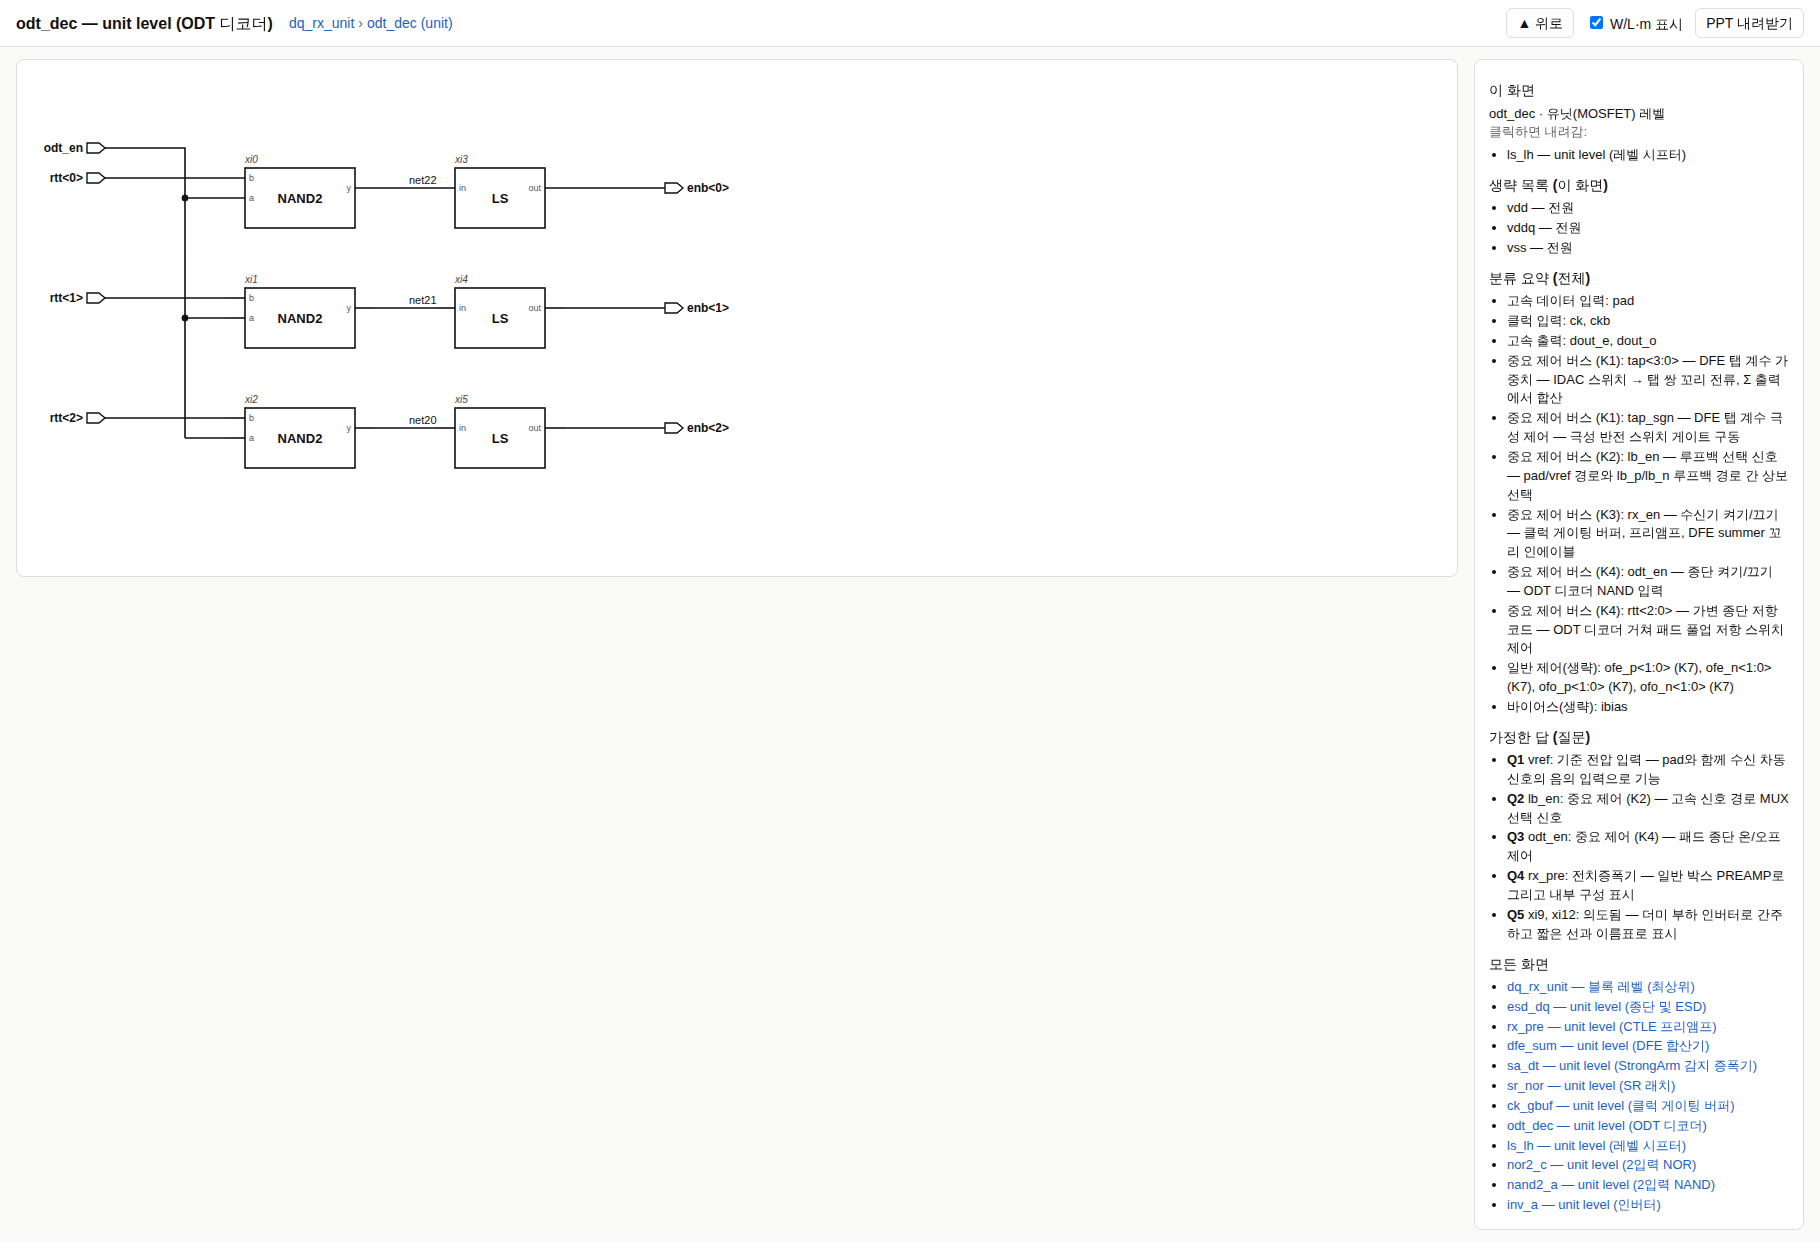 odt_dec — unit level (ODT 디코더)
dq_rx_unit › odt_dec (unit)
▲ 위로
W/L·m 표시
PPT 내려받기
odt_en
rtt<0>
xi0
b
a
NAND2
y
net22
xi3
in
LS
out
enb<0>
rtt<1>
xi1
b
a
NAND2
y
net21
xi4
in
LS
out
enb<1>
rtt<2>
xi2
b
a
NAND2
y
net20
xi5
in
LS
out
enb<2>
이 화면
odt_dec · 유닛(MOSFET) 레벨
클릭하면 내려감:
ls_lh — unit level (레벨 시프터)
생략 목록 (이 화면)
vdd — 전원
vddq — 전원
vss — 전원
분류 요약 (전체)
고속 데이터 입력: pad
클럭 입력: ck, ckb
고속 출력: dout_e, dout_o
중요 제어 버스 (K1): tap<3:0> — DFE 탭 계수 가
중치 — IDAC 스위치 → 탭 쌍 꼬리 전류, Σ 출력
에서 합산
중요 제어 버스 (K1): tap_sgn — DFE 탭 계수 극
성 제어 — 극성 반전 스위치 게이트 구동
중요 제어 버스 (K2): lb_en — 루프백 선택 신호
— pad/vref 경로와 lb_p/lb_n 루프백 경로 간 상보
선택
중요 제어 버스 (K3): rx_en — 수신기 켜기/끄기
— 클럭 게이팅 버퍼, 프리앰프, DFE summer 꼬
리 인에이블
중요 제어 버스 (K4): odt_en — 종단 켜기/끄기
— ODT 디코더 NAND 입력
중요 제어 버스 (K4): rtt<2:0> — 가변 종단 저항
코드 — ODT 디코더 거쳐 패드 풀업 저항 스위치
제어
일반 제어(생략): ofe_p<1:0> (K7), ofe_n<1:0>
(K7), ofo_p<1:0> (K7), ofo_n<1:0> (K7)
바이어스(생략): ibias
가정한 답 (질문)
Q1 vref: 기준 전압 입력 — pad와 함께 수신 차동
신호의 음의 입력으로 기능
Q2 lb_en: 중요 제어 (K2) — 고속 신호 경로 MUX
선택 신호
Q3 odt_en: 중요 제어 (K4) — 패드 종단 온/오프
제어
Q4 rx_pre: 전치증폭기 — 일반 박스 PREAMP로
그리고 내부 구성 표시
Q5 xi9, xi12: 의도됨 — 더미 부하 인버터로 간주
하고 짧은 선과 이름표로 표시
모든 화면
dq_rx_unit — 블록 레벨 (최상위)
esd_dq — unit level (종단 및 ESD)
rx_pre — unit level (CTLE 프리앰프)
dfe_sum — unit level (DFE 합산기)
sa_dt — unit level (StrongArm 감지 증폭기)
sr_nor — unit level (SR 래치)
ck_gbuf — unit level (클럭 게이팅 버퍼)
odt_dec — unit level (ODT 디코더)
ls_lh — unit level (레벨 시프터)
nor2_c — unit level (2입력 NOR)
nand2_a — unit level (2입력 NAND)
inv_a — unit level (인버터)